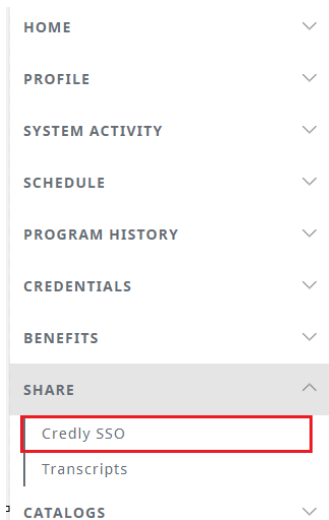 HOME
PROFILE
SYSTEM ACTIVITY
SCHEDULE
PROGRAM HISTORY
CREDENTIALS
BENEFITS
SHARE
Credly SSO
Transcripts
CATALOGS